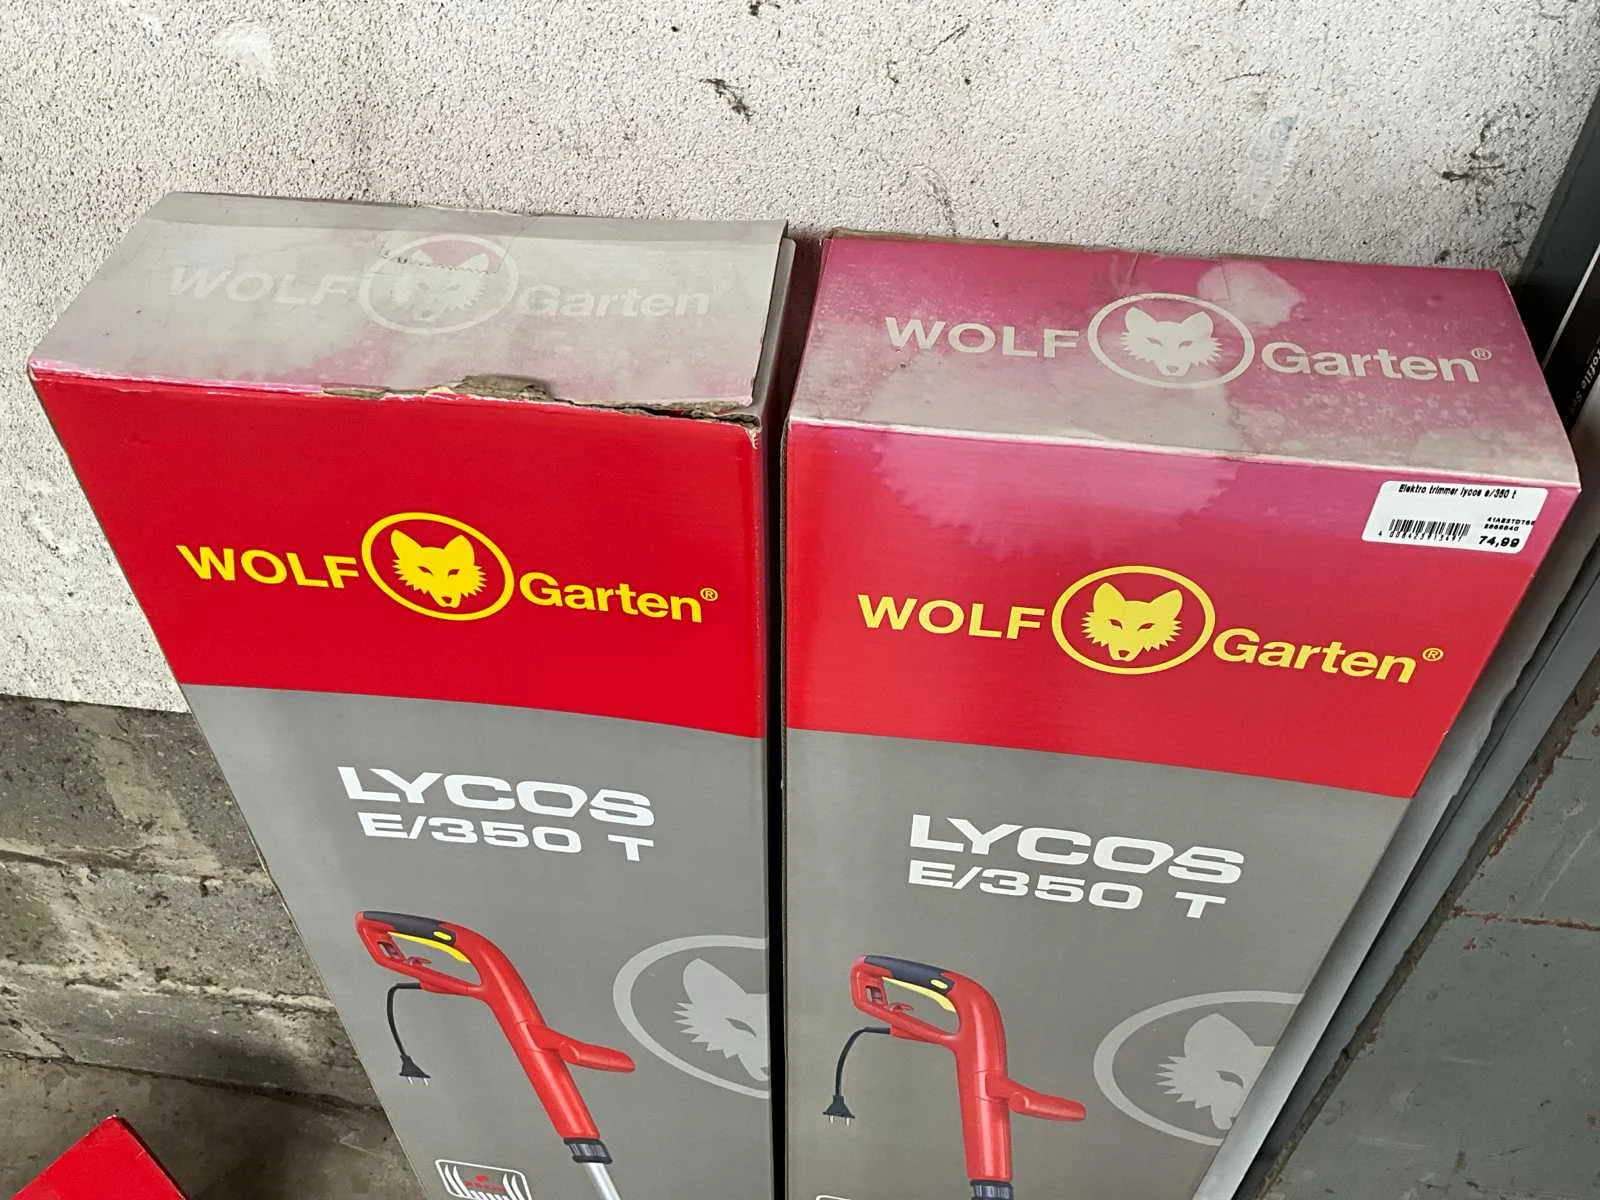 WOLF Garten
WOLF Garten®
LYCOS
E/350 T
WOLF Garten®
Elektro trimmer lycos e/350 t
74,99
WOLF Garten®
LYCOS
E/350 T